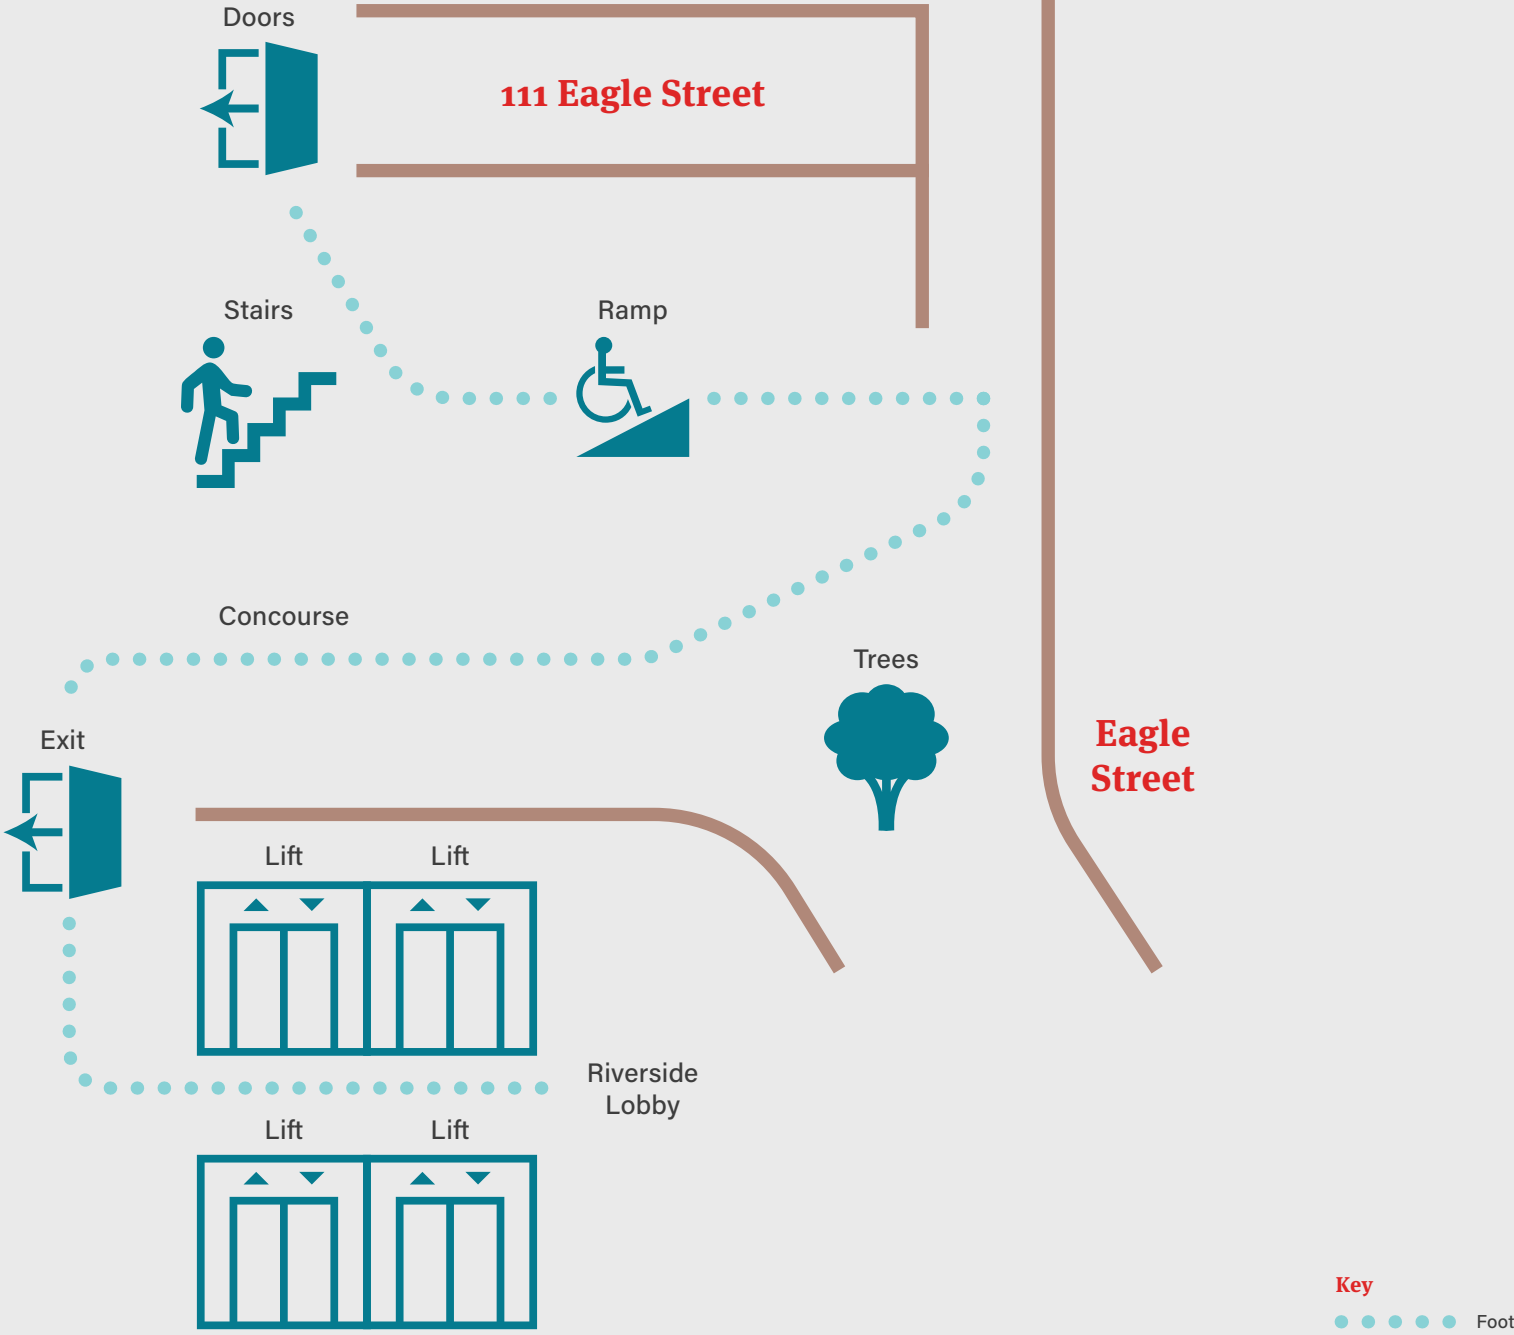 Doors
111 Eagle Street
Stairs
Ramp
Concourse
Trees
Exit
Eagle
Street
Lift
Lift
Riverside
Lobby
Lift
Lift
Key
Foot